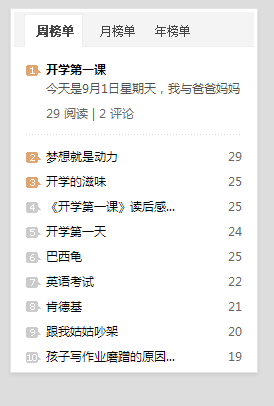 周榜单 月榜单 年榜单
1 开学第一课
今天是9月1日星期天，我与爸爸妈妈
29 阅读 | 2 评论
2 梦想就是动力 29
3 开学的滋味 25
4 《开学第一课》读后感... 25
5 开学第一天 24
6 巴西龟 25
7 英语考试 22
8 肯德基 21
9 跟我姑姑吵架 20
10 孩子写作业磨蹭的原因... 19